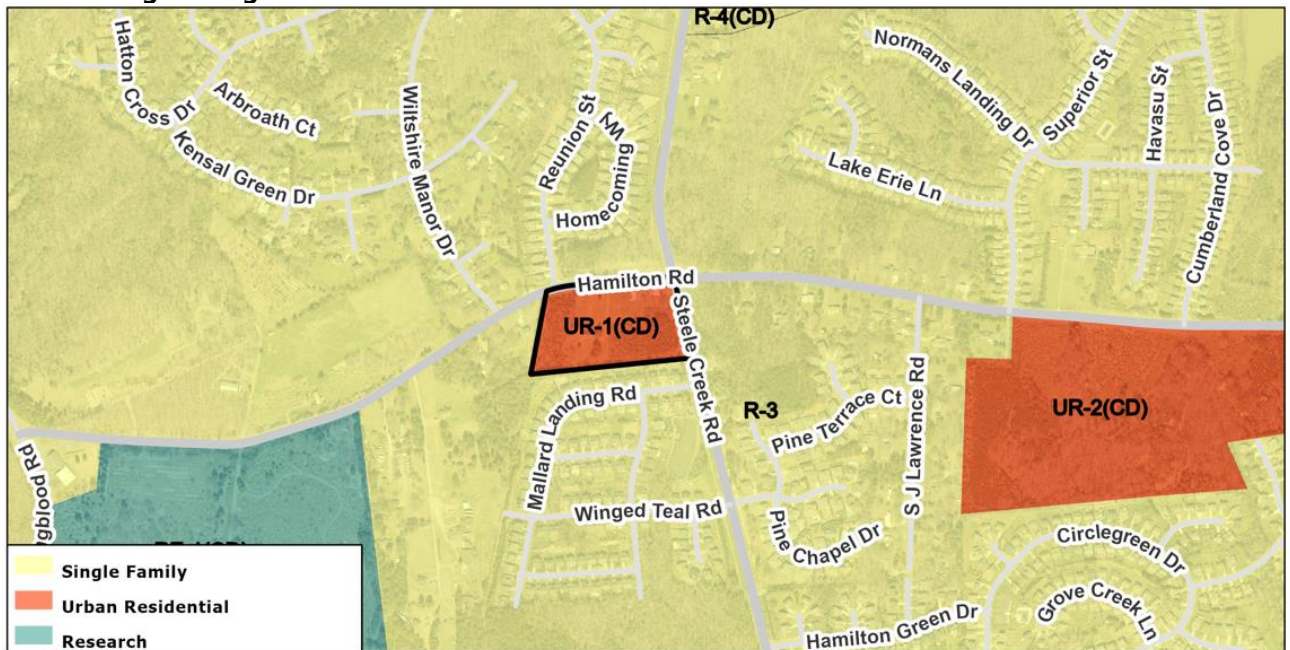 R-4(CD)
Hatton Cross Dr
Arbroath Ct
Kensal Green Dr
Wiltshire Manor Dr
Reunion St
Homecoming Wy
Normans Landing Dr
Superior St
Havasu St
Cumberland Cove Dr
Lake Erie Ln
Hamilton Rd
UR-1(CD)
Steele Creek Rd
Mallard Landing Rd
R-3
Pine Terrace Ct
S J Lawrence Rd
UR-2(CD)
Winged Teal Rd
Pine Chapel Dr
Circlegreen Dr
Grove Creek Ln
Hamilton Green Dr
Single Family
Urban Residential
Research